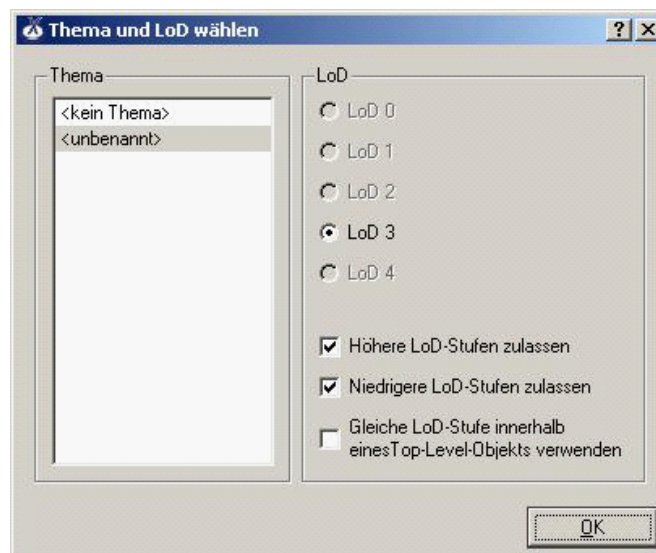 Thema und LoD wählen
Thema
<kein Thema>
<unbenannt>
LoD
LoD 0
LoD 1
LoD 2
LoD 3
LoD 4
Höhere LoD-Stufen zulassen
Niedrigere LoD-Stufen zulassen
Gleiche LoD-Stufe innerhalb
einesTop-Level-Objekts verwenden
OK